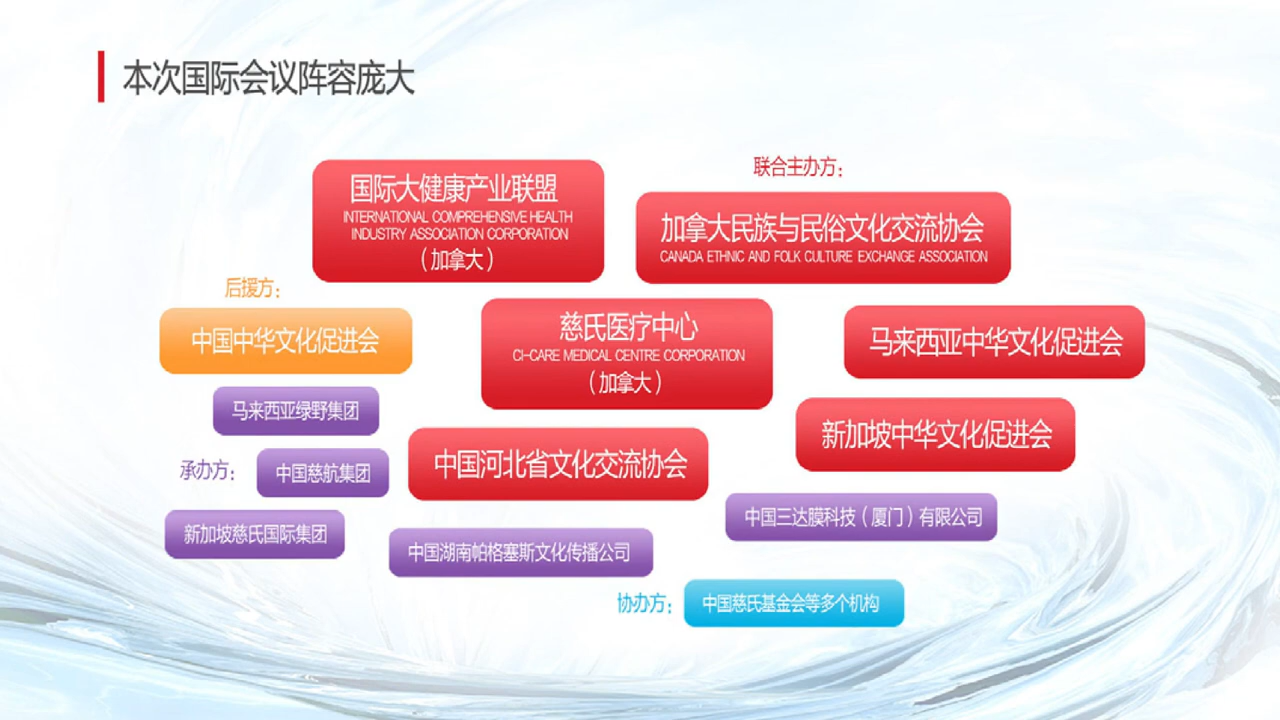 本次国际会议阵容庞大
联合主办方：
国际大健康产业联盟
INTERNATIONAL COMPREHENSIVE HEALTH
INDUSTRY ASSOCIATION CORPORATION
（加拿大）
加拿大民族与民俗文化交流协会
CANADA ETHNIC AND FOLK CULTURE EXCHANGE ASSOCIATION
后援方：
中国中华文化促进会
慈氏医疗中心
CI-CARE MEDICAL CENTRE CORPORATION
（加拿大）
马来西亚中华文化促进会
马来西亚绿野集团
新加坡中华文化促进会
中国河北省文化交流协会
承办方：
中国慈航集团
新加坡慈氏国际集团
中国三达膜科技（厦门）有限公司
中国湖南帕格塞斯文化传播公司
协办方：
中国慈氏基金会等多个机构